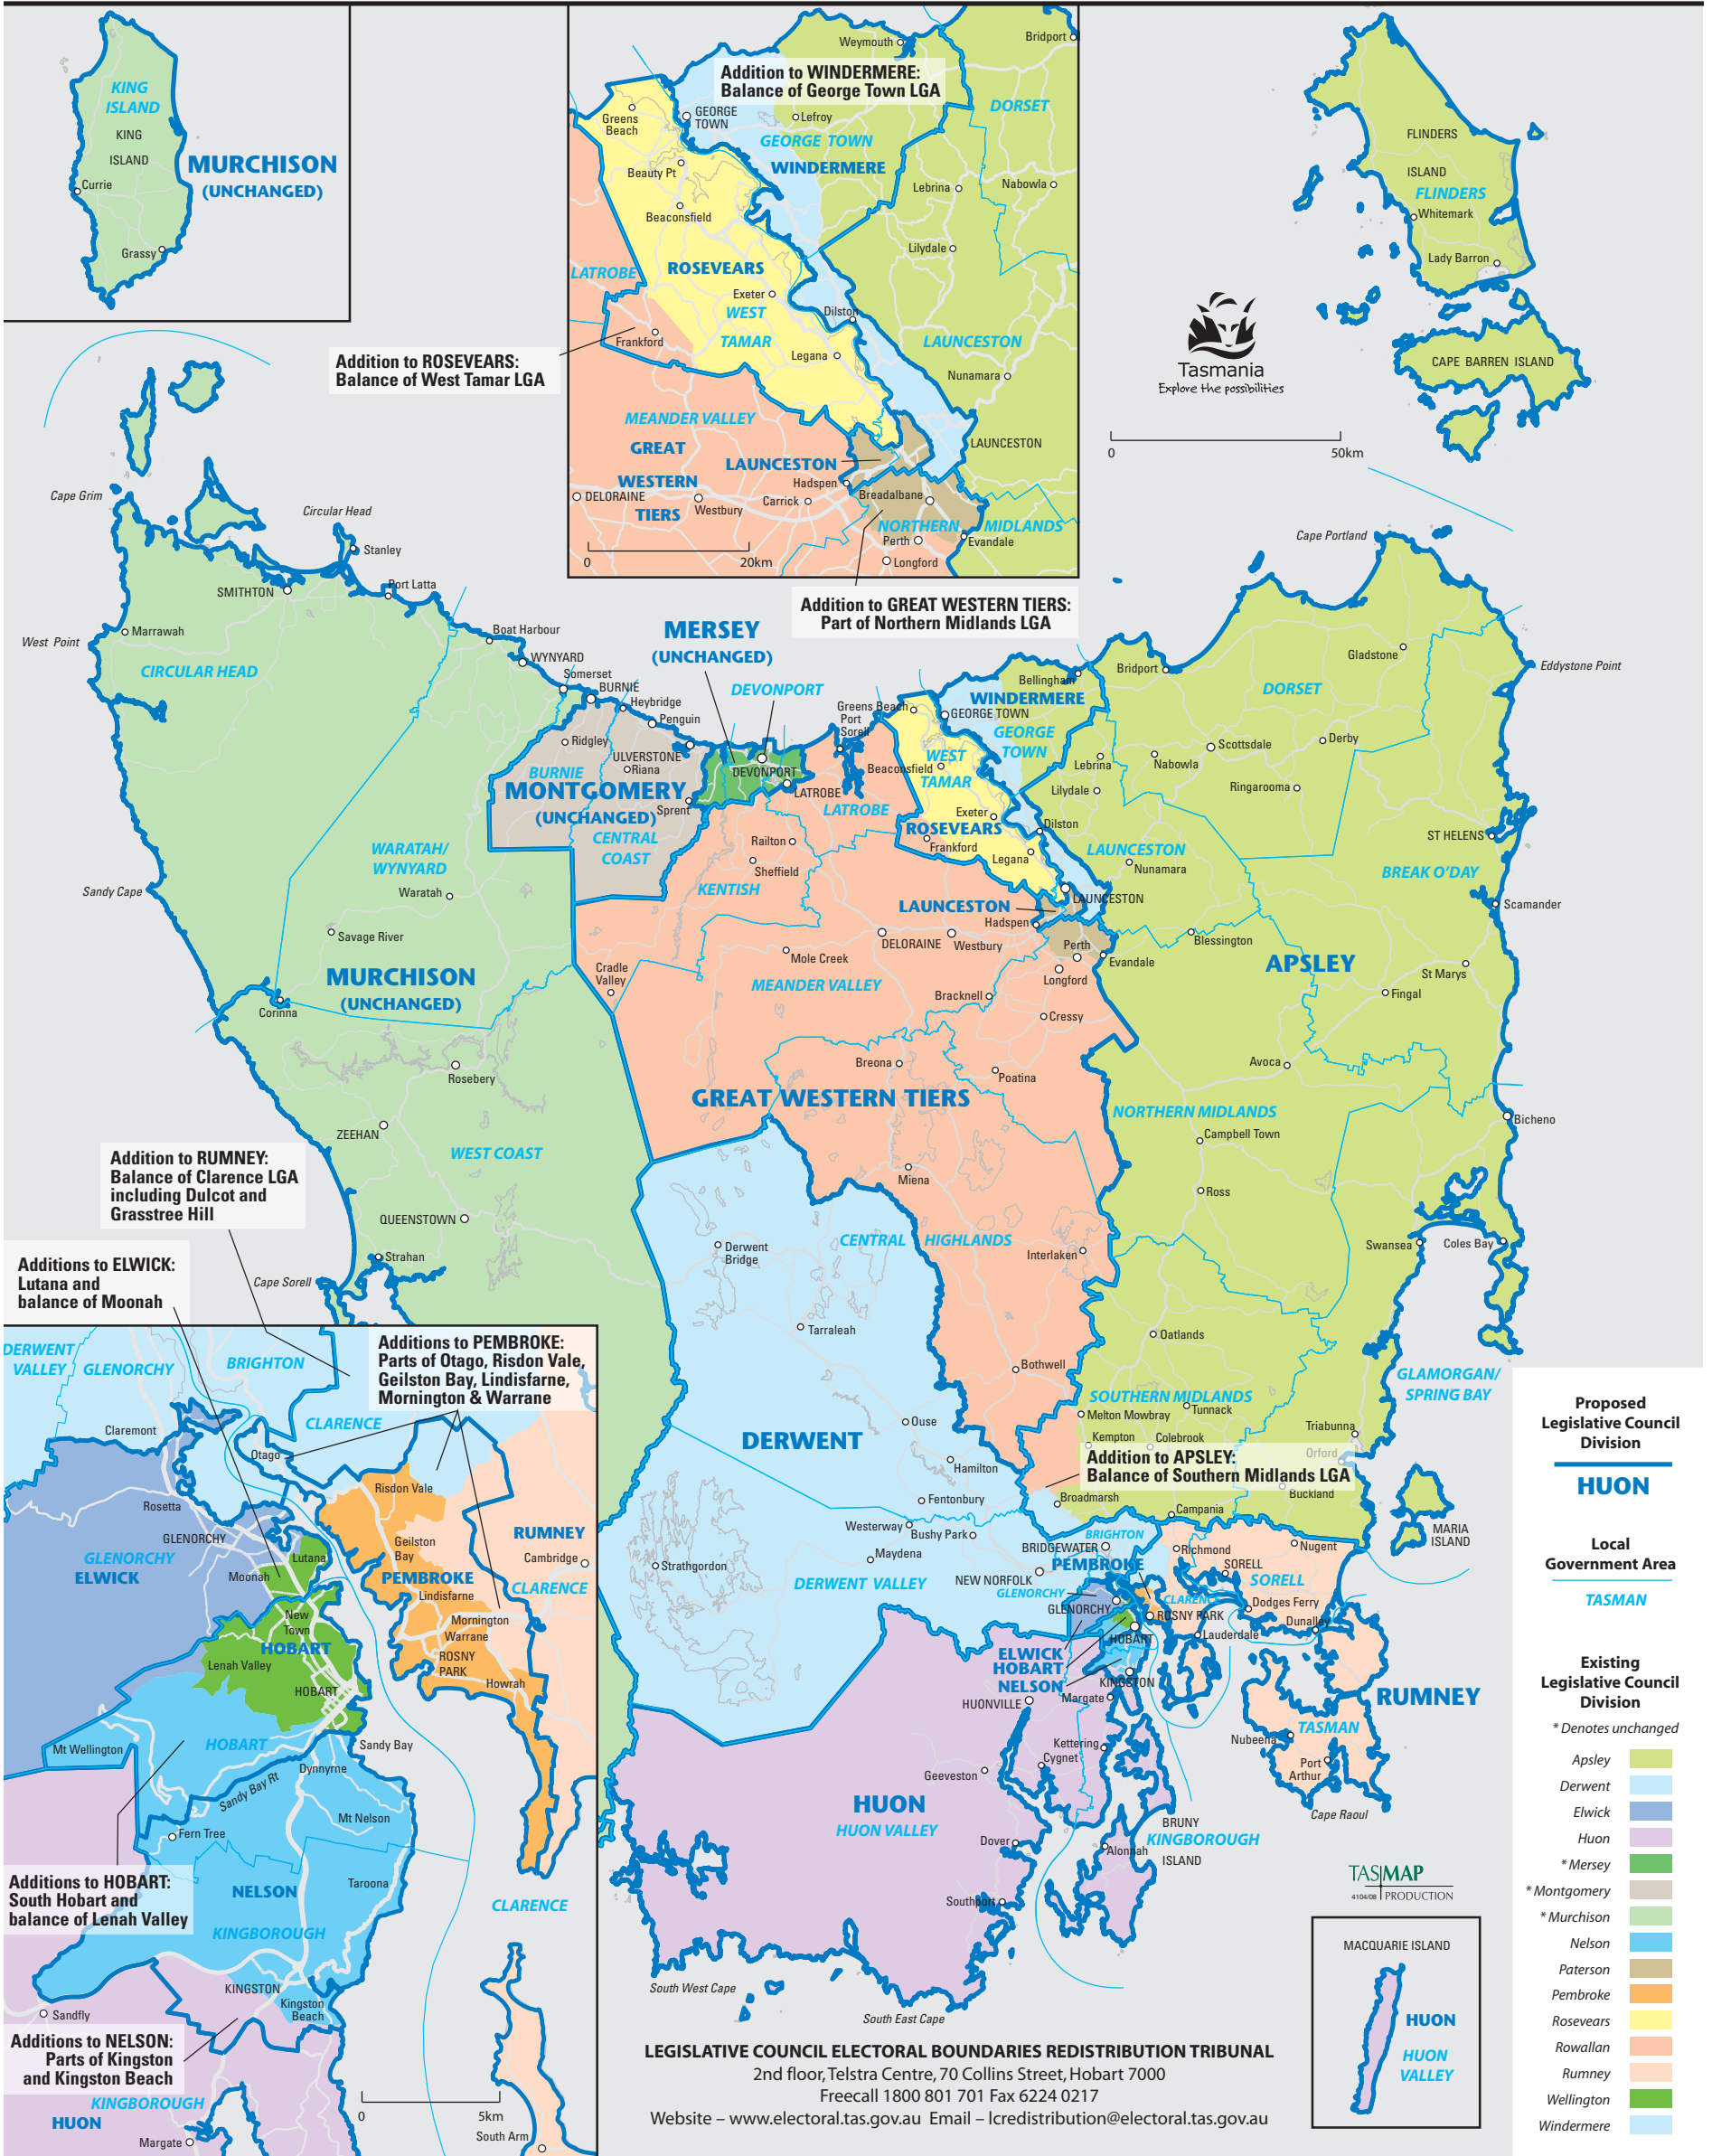 KING
ISLAND
KING
ISLAND
Currie
Grassy
MURCHISON
(UNCHANGED)
Addition to WINDERMERE:
Balance of George Town LGA
Weymouth
Bridport
DORSET
Greens
Beach
GEORGE
TOWN
Lefroy
GEORGE TOWN
WINDERMERE
Beauty Pt
Beaconsfield
Lebrina
Nabowla
Lilydale
LATROBE
ROSEVEARS
Exeter
WEST
TAMAR
Dilston
Frankford
Legana
LAUNCESTON
Nunamara
MEANDER VALLEY
GREAT
WESTERN
TIERS
LAUNCESTON
LAUNCESTON
Hadspen
DELORAINE
Westbury
Carrick
Breadalbane
NORTHERN MIDLANDS
Perth
Evandale
Longford
0 20km
Addition to ROSEVEARS:
Balance of West Tamar LGA
Addition to GREAT WESTERN TIERS:
Part of Northern Midlands LGA
FLINDERS
ISLAND
FLINDERS
Whitemark
Lady Barron
CAPE BARREN ISLAND
Tasmania
Explore the possibilities
0 50km
Cape Grim
Circular Head
Stanley
SMITHTON
Port Latta
West Point
Marrawah
CIRCULAR HEAD
Boat Harbour
WYNYARD
Somerset
BURNIE
Heybridge
Penguin
Ridgley
ULVERSTONE
Riana
BURNIE
MONTGOMERY
(UNCHANGED)
Sprent
CENTRAL
COAST
MERSEY
(UNCHANGED)
DEVONPORT
DEVONPORT
LATROBE
LATROBE
Port
Sorell
Greens Beach
GEORGE TOWN
Bellingham
WINDERMERE
GEORGE
TOWN
WEST
TAMAR
Beaconsfield
Exeter
ROSEVEARS
Frankford
Legana
Dilston
Bridport
Cape Portland
Gladstone
Eddystone Point
DORSET
Scottsdale
Derby
Lebrina
Nabowla
Lilydale
Ringarooma
ST HELENS
LAUNCESTON
Nunamara
BREAK O'DAY
Scamander
WARATAH/
WYNYARD
Waratah
Sandy Cape
Savage River
Railton
Sheffield
KENTISH
LAUNCESTON
LAUNCESTON
Hadspen
DELORAINE
Westbury
Perth
Evandale
Longford
Blessington
APSLEY
St Marys
Fingal
MURCHISON
(UNCHANGED)
Corinna
Cradle
Valley
Mole Creek
MEANDER VALLEY
Bracknell
Cressy
Rosebery
Breona
Poatina
Avoca
GREAT WESTERN TIERS
NORTHERN MIDLANDS
Campbell Town
Bicheno
ZEEHAN
WEST COAST
Miena
Ross
QUEENSTOWN
Strahan
Cape Sorell
Derwent
Bridge
CENTRAL HIGHLANDS
Interlaken
Swansea
Coles Bay
Tarraleah
Oatlands
Bothwell
GLAMORGAN/
SPRING BAY
SOUTHERN MIDLANDS
Tunnack
Melton Mowbray
Triabunna
Ouse
DERWENT
Kempton
Colebrook
Orford
Addition to APSLEY:
Balance of Southern Midlands LGA
Hamilton
Fentonbury
Broadmarsh
Buckland
Campania
Westerway
Bushy Park
BRIGHTON
BRIDGEWATER
Richmond
Nugent
MARIA
ISLAND
Maydena
Strathgordon
PEMBROKE
SORELL
SORELL
DERWENT VALLEY
NEW NORFOLK
GLENORCHY
GLENORCHY
CLARENCE
ROSNY PARK
Dodges Ferry
Dunalley
HOBART
Lauderdale
ELWICK
HOBART
NELSON
KINGSTON
Margate
HUONVILLE
RUMNEY
TASMAN
Nubeena
Port
Arthur
Cape Raoul
Kettering
Cygnet
Geeveston
HUON
HUON VALLEY
Dover
BRUNY
KINGBOROUGH
ISLAND
Alonnah
Southport
South West Cape
South East Cape
Addition to RUMNEY:
Balance of Clarence LGA
including Dulcot and
Grasstree Hill
Additions to ELWICK:
Lutana and
balance of Moonah
Additions to PEMBROKE:
Parts of Otago, Risdon Vale,
Geilston Bay, Lindisfarne,
Mornington & Warrane
DERWENT
VALLEY
GLENORCHY
BRIGHTON
CLARENCE
Claremont
Otago
Rosetta
Risdon Vale
GLENORCHY
GLENORCHY
ELWICK
Lutana
Moonah
Geilston
Bay
RUMNEY
Cambridge
PEMBROKE
CLARENCE
Lindisfarne
New
Town
HOBART
Mornington
Warrane
Lenah Valley
ROSNY
PARK
Howrah
HOBART
HOBART
Mt Wellington
Sandy Bay
Dynnyrne
Sandy Bay Rt
Mt Nelson
Fern Tree
Additions to HOBART:
South Hobart and
balance of Lenah Valley
NELSON
Taroona
CLARENCE
KINGBOROUGH
KINGSTON
Kingston
Beach
Sandfly
Additions to NELSON:
Parts of Kingston
and Kingston Beach
KINGBOROUGH
HUON
Margate
0 5km
South Arm
LEGISLATIVE COUNCIL ELECTORAL BOUNDARIES REDISTRIBUTION TRIBUNAL
2nd floor, Telstra Centre, 70 Collins Street, Hobart 7000
Freecall 1800 801 701 Fax 6224 0217
Website – www.electoral.tas.gov.au Email – lcredistribution@electoral.tas.gov.au
TASMAP
4104/08 PRODUCTION
MACQUARIE ISLAND
HUON
HUON
VALLEY
Proposed
Legislative Council
Division
HUON
Local
Government Area
TASMAN
Existing
Legislative Council
Division
* Denotes unchanged
Apsley
Derwent
Elwick
Huon
* Mersey
* Montgomery
* Murchison
Nelson
Paterson
Pembroke
Rosevears
Rowallan
Rumney
Wellington
Windermere